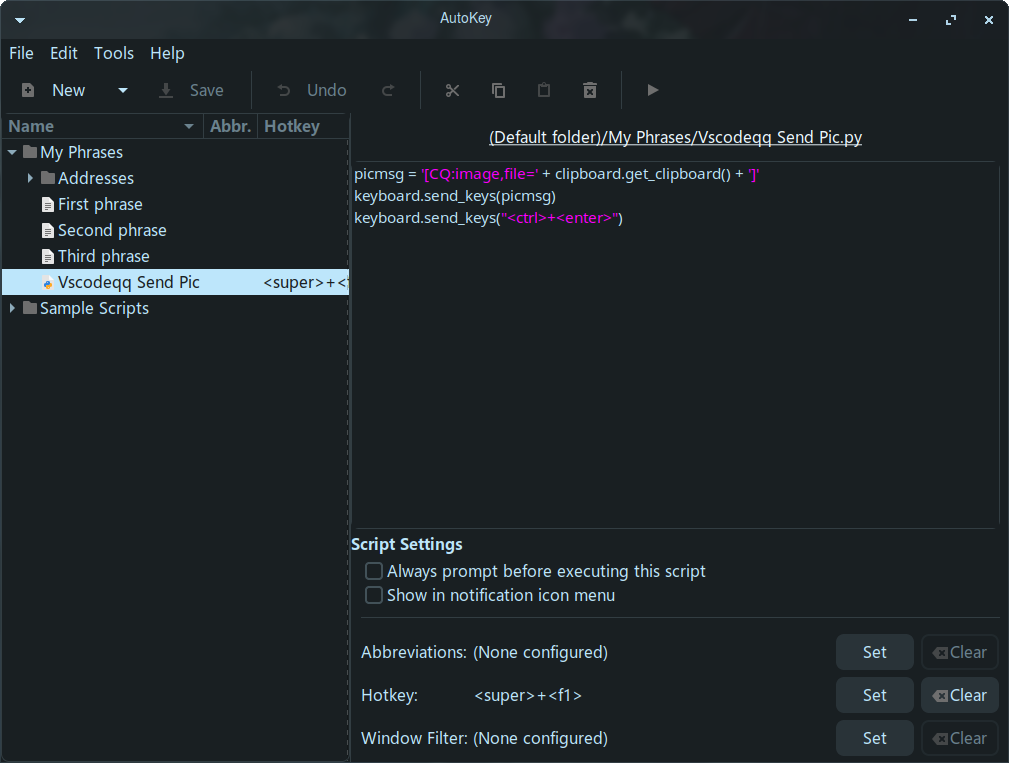 AutoKey
File Edit Tools Help
New Save Undo
Name Abbr. Hotkey
My Phrases
Addresses
First phrase
Second phrase
Third phrase
Vscodeqq Send Pic <super>+<f
Sample Scripts
(Default folder)/My Phrases/Vscodeqq Send Pic.py
picmsg = '[CQ:image,file=' + clipboard.get_clipboard() + ']'
keyboard.send_keys(picmsg)
keyboard.send_keys("<ctrl>+<enter>")
Script Settings
Always prompt before executing this script
Show in notification icon menu
Abbreviations: (None configured) Set Clear
Hotkey: <super>+<f1> Set Clear
Window Filter: (None configured) Set Clear